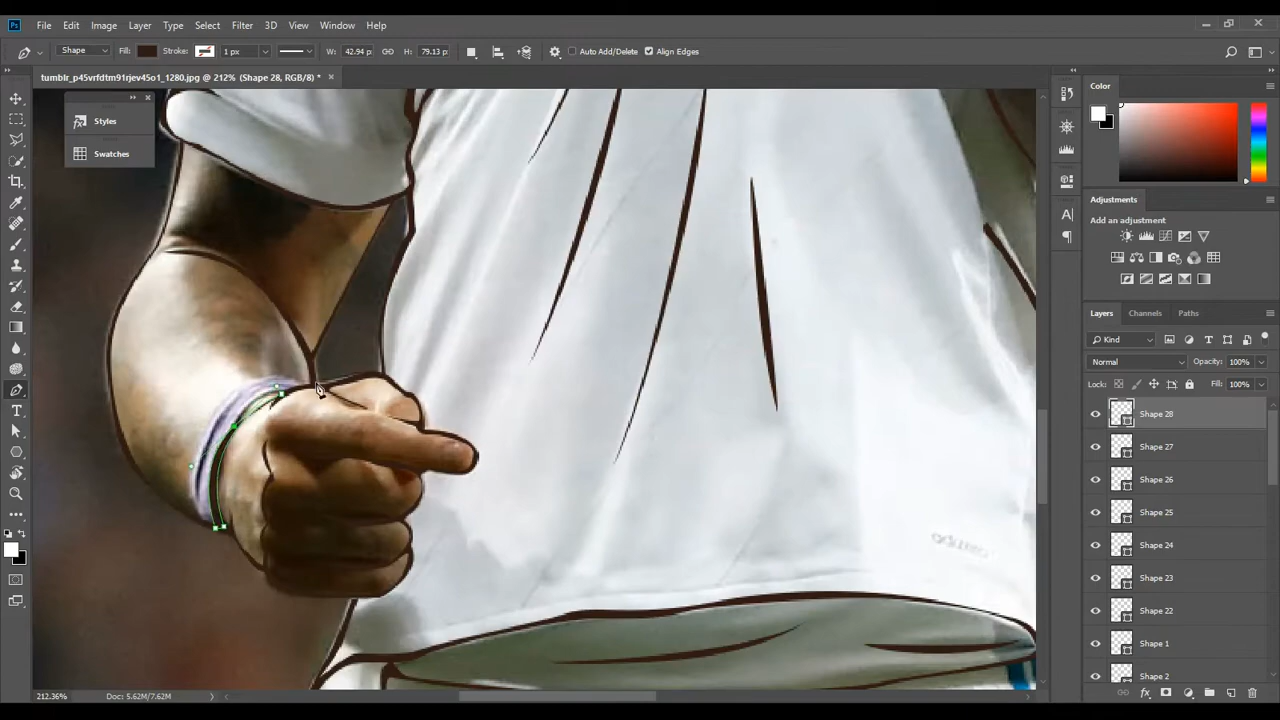 Ps File Edit Image Layer Type Select Filter 3D View Window Help
Shape Fill: Stroke: 1 px W: 42.94 p: H: 79.13 p: Auto Add/Delete Align Edges
tumblr_p45vrfdtm91rjev45o1_1280.jpg @ 212% (Shape 28, RGB/8) *
Styles
Swatches
Color
Adjustments
Add an adjustment
Layers Channels Paths
Kind
Normal Opacity: 100%
Lock: Fill: 100%
Shape 28
Shape 27
Shape 26
Shape 25
Shape 24
Shape 23
Shape 22
Shape 1
Shape 2
212.36% Doc: 5.62M/7.62M